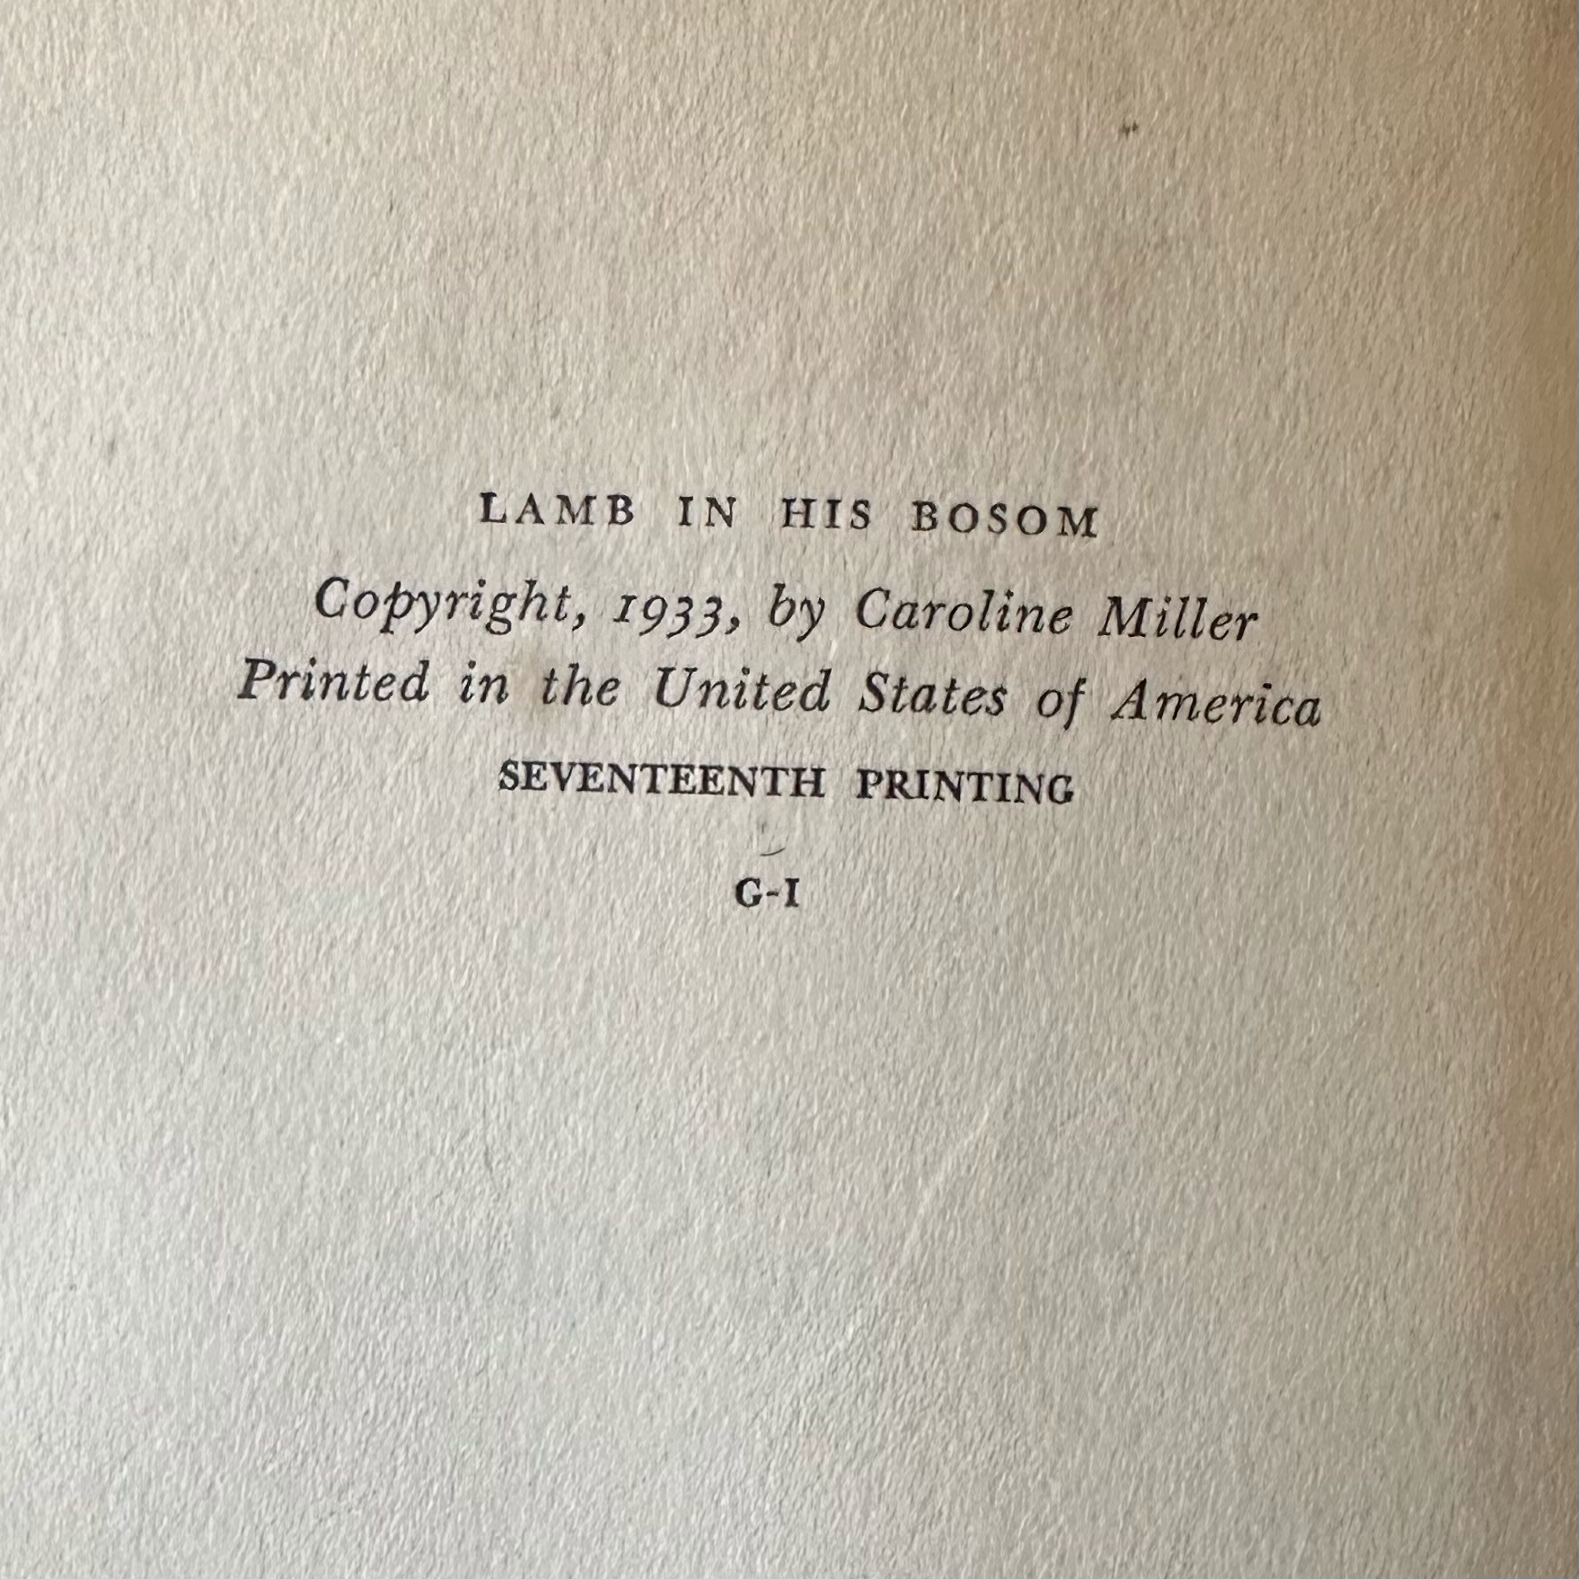 LAMB IN HIS BOSOM
Copyright, 1933, by Caroline Miller
Printed in the United States of America
SEVENTEENTH PRINTING
G-I